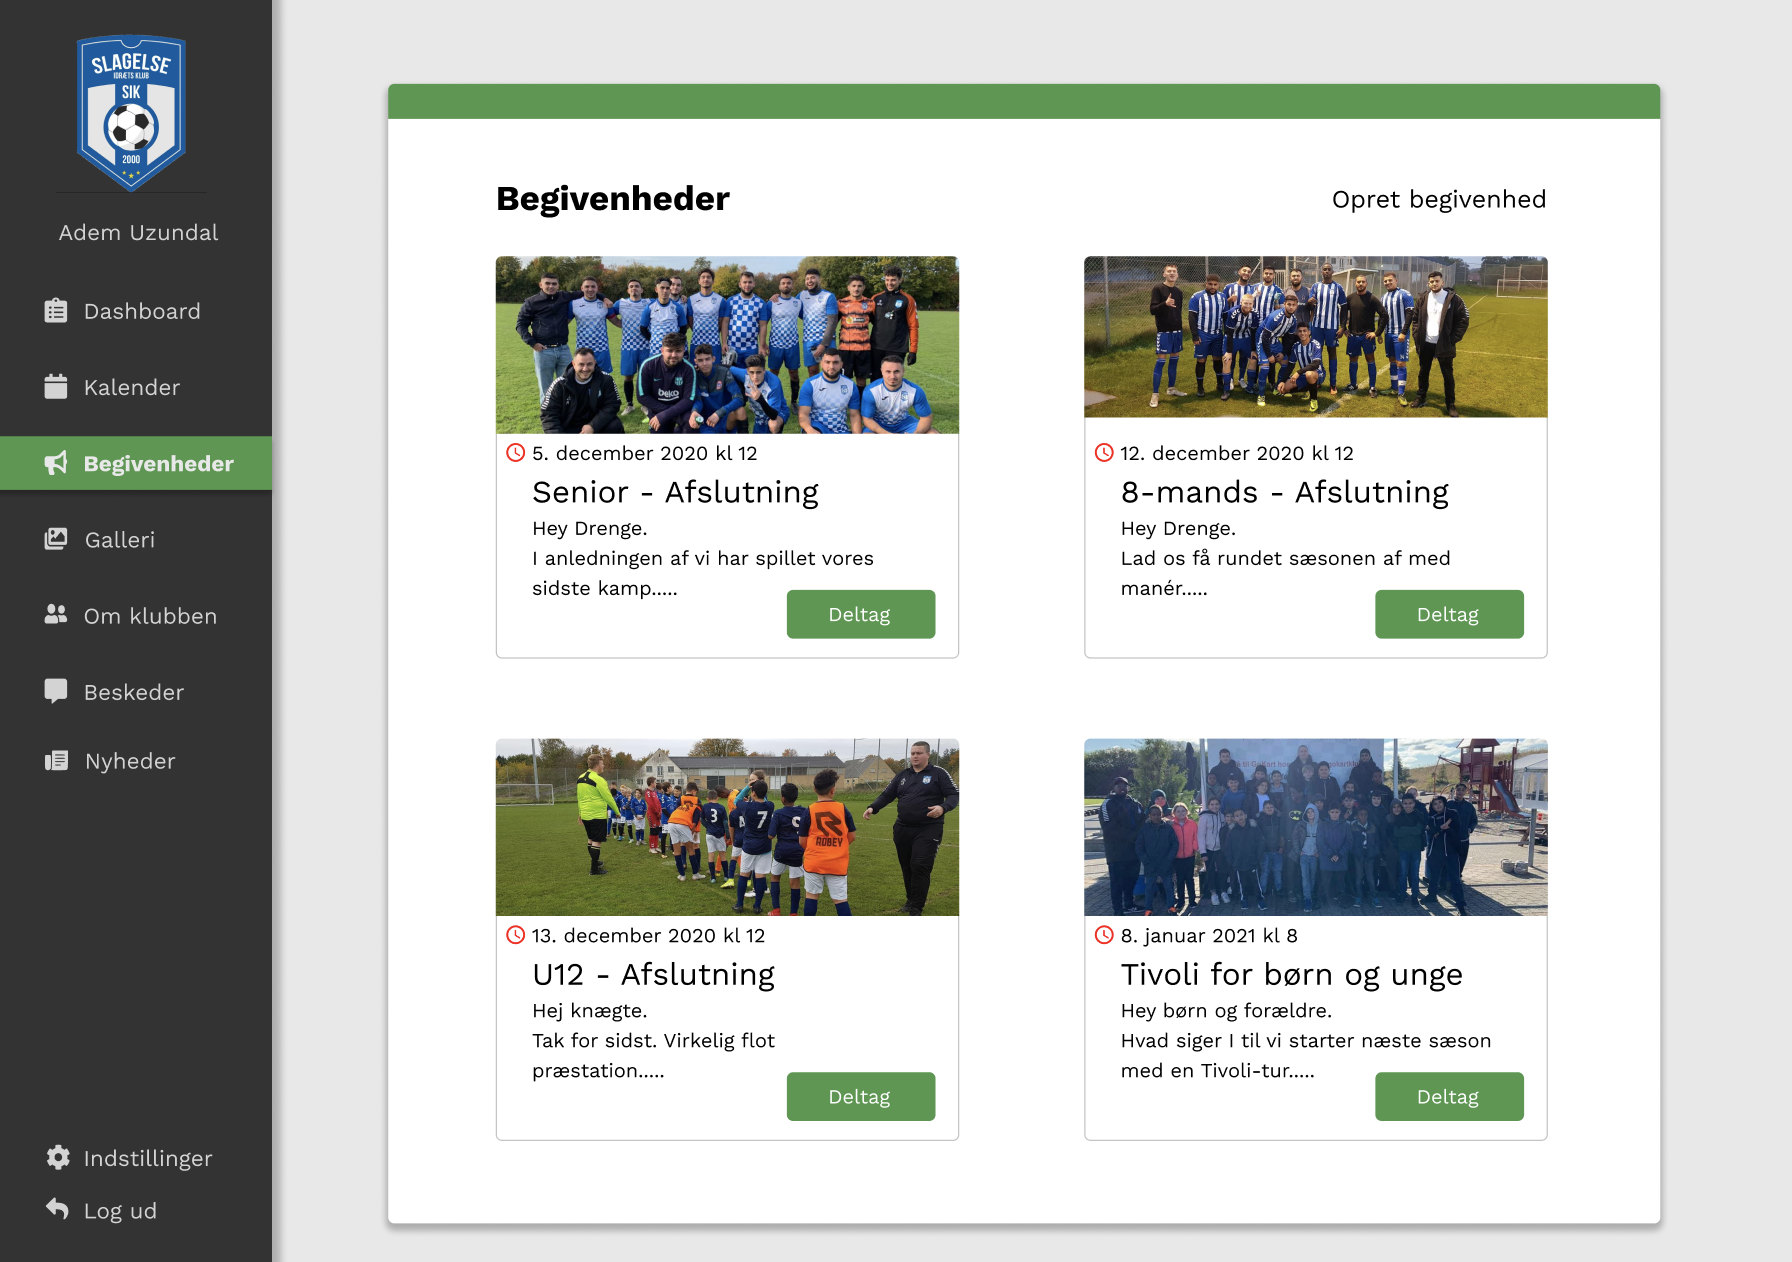 SLAGELSE
IDRÆTS KLUB
SIK
2000
Adem Uzundal
Dashboard
Kalender
Begivenheder
Galleri
Om klubben
Beskeder
Nyheder
Indstillinger
Log ud
Begivenheder
Opret begivenhed
beko
5. december 2020 kl 12
Senior - Afslutning
Hey Drenge.
I anledningen af vi har spillet vores
sidste kamp.....
Deltag
12. december 2020 kl 12
8-mands - Afslutning
Hey Drenge.
Lad os få rundet sæsonen af med
manér.....
Deltag
3
7
ROBEY
13. december 2020 kl 12
U12 - Afslutning
Hej knægte.
Tak for sidst. Virkelig flot
præstation.....
Deltag
8. januar 2021 kl 8
Tivoli for børn og unge
Hey børn og forældre.
Hvad siger I til vi starter næste sæson
med en Tivoli-tur.....
Deltag